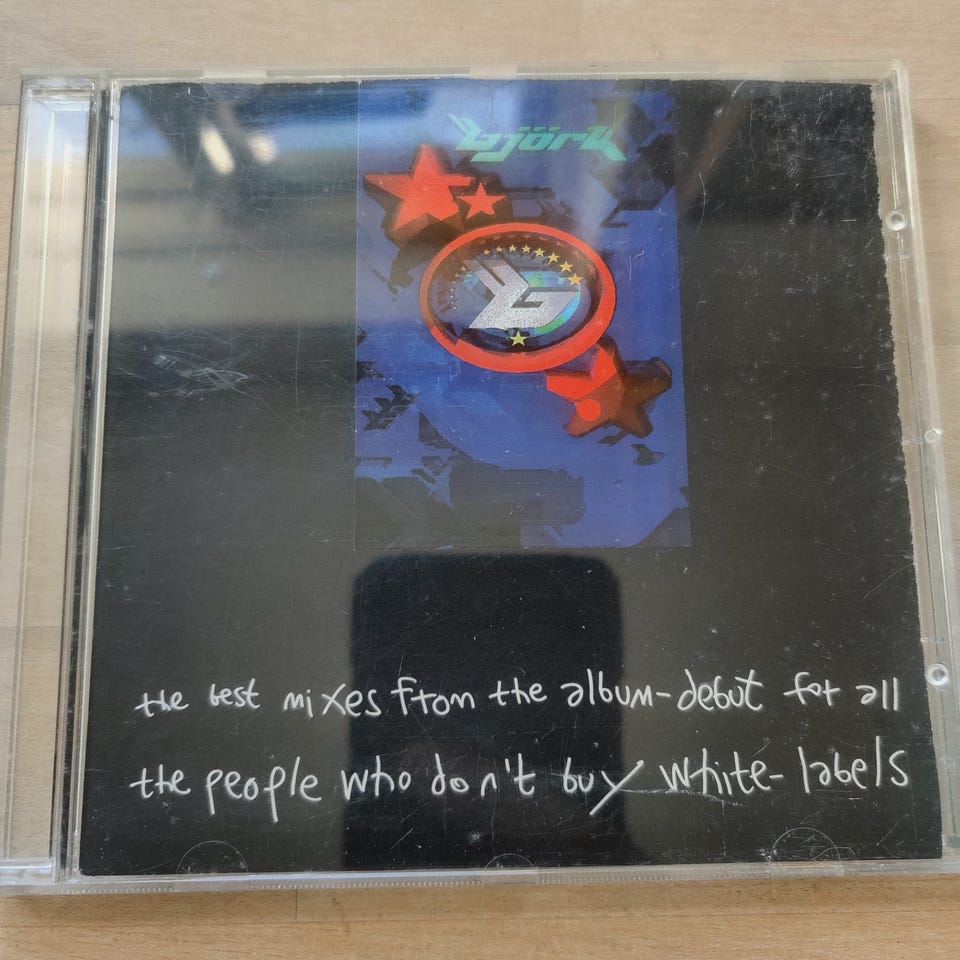 björk
the best mixes from the album-debut for all
the people who don't buy white-labels